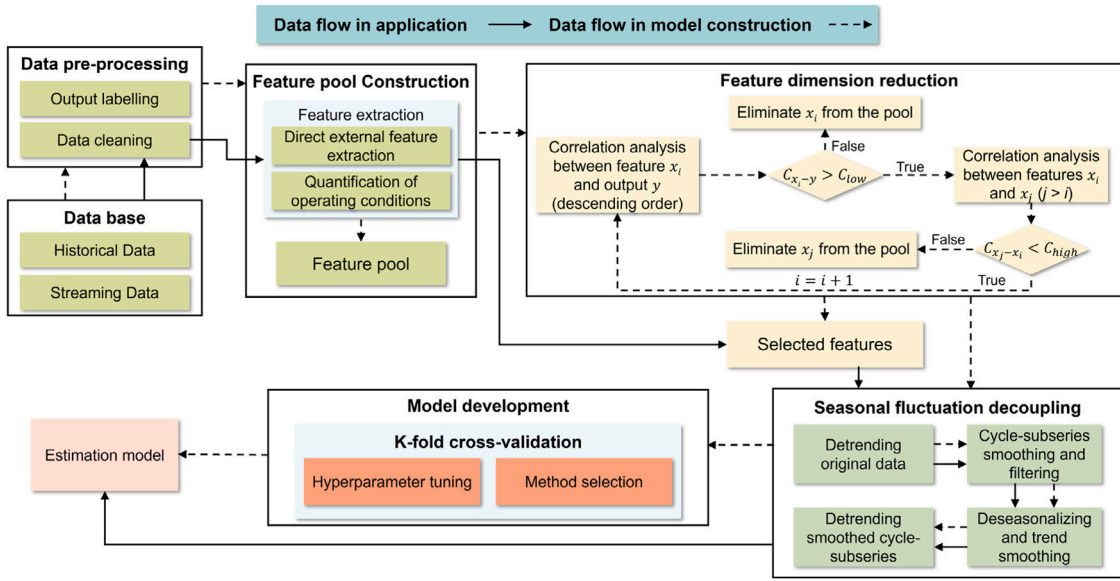 Data flow in application
Data flow in model construction
Data pre-processing
Output labelling
Data cleaning
Data base
Historical Data
Streaming Data
Feature pool Construction
Feature extraction
Direct external feature
extraction
Quantification of
operating conditions
Feature pool
Feature dimension reduction
Correlation analysis
between feature x_i
and output y
(descending order)
Eliminate x_i from the pool
False
C_{x_i-y} > C_{low}
True
Correlation analysis
between features x_i
and x_j (j > i)
Eliminate x_j from the pool
False
C_{x_j-x_i} < C_{high}
True
i = i + 1
Selected features
Seasonal fluctuation decoupling
Detrending
original data
Cycle-subseries
smoothing and
filtering
Deseasonalizing
and trend
smoothing
Detrending
smoothed cycle-
subseries
Model development
K-fold cross-validation
Hyperparameter tuning
Method selection
Estimation model